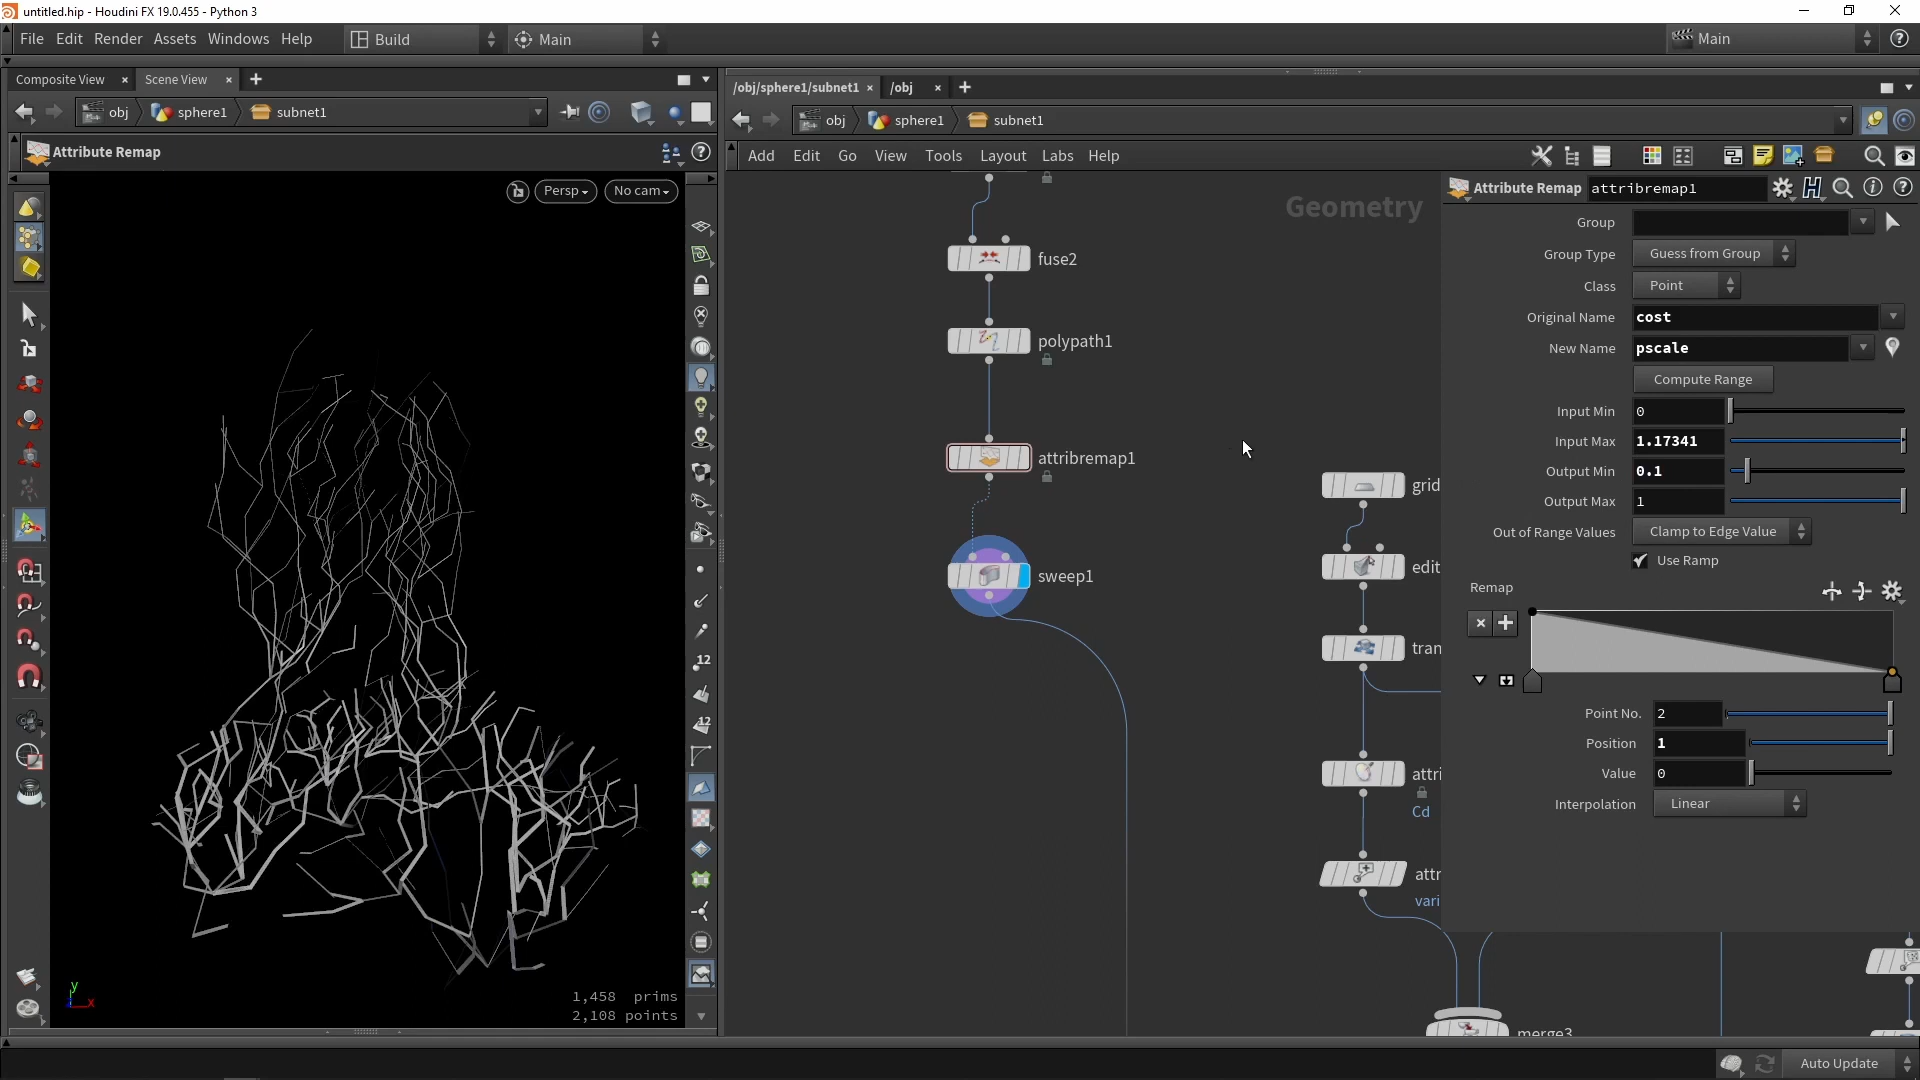 untitled.hip - Houdini FX 19.0.455 - Python 3
File Edit Render Assets Windows Help
Build
Main
Main
Composite View × Scene View × +
obj sphere1 subnet1
Attribute Remap
Persp
No cam
12
12
y
x
1,458 prims
2,108 points
/obj/sphere1/subnet1 × /obj × +
obj sphere1 subnet1
Add Edit Go View Tools Layout Labs Help
Geometry
fuse2
polypath1
attribremap1
sweep1
grid
edit
tran
attri
Cd
attr
vari
merge3
Attribute Remap attribremap1
Group
Group Type Guess from Group
Class Point
Original Name cost
New Name pscale
Compute Range
Input Min 0
Input Max 1.17341
Output Min 0.1
Output Max 1
Out of Range Values Clamp to Edge Value
Use Ramp
Remap
Point No. 2
Position 1
Value 0
Interpolation Linear
Auto Update